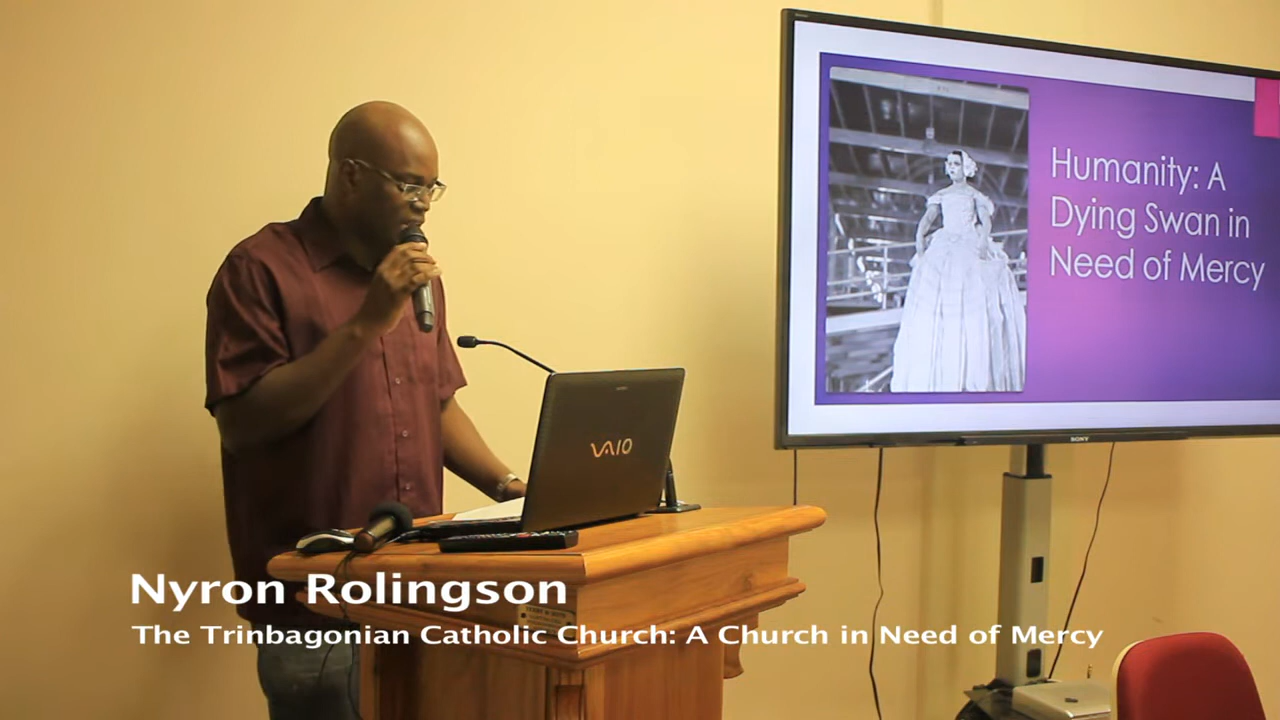 Humanity: A
Dying Swan in
Need of Mercy
VAIO
SONY
Nyron Rolingson
The Trinbagonian Catholic Church: A Church in Need of Mercy